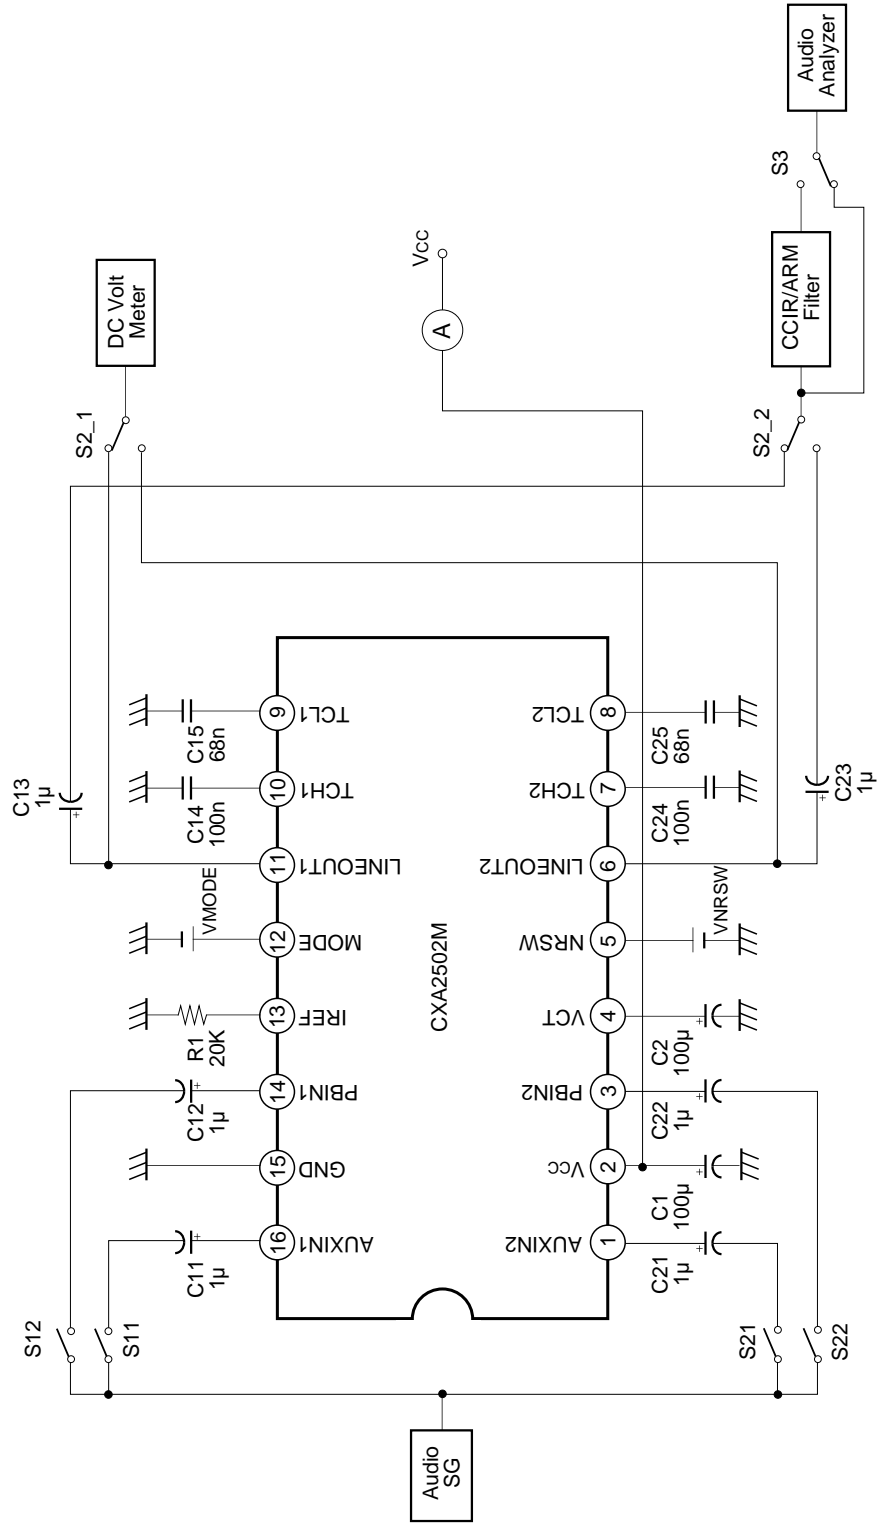 Audio
SG
S12
S11
S21
S22
C11
1µ
C12
1µ
R1
20K
VMODE
C14
100n
C15
68n
C13
1µ
16
15
14
13
12
11
10
9
AUXIN1
GND
PBIN1
IREF
MODE
LINEOUT1
TCH1
TCL1
CXA2502M
AUXIN2
Vcc
PBIN2
VCT
NRSW
LINEOUT2
TCH2
TCL2
1
2
3
4
5
6
7
8
C21
1µ
C1
100µ
C22
1µ
C2
100µ
VNRSW
C24
100n
C25
68n
C23
1µ
+
+
+
+
+
+
+
+
S2_1
DC Volt
Meter
A
Vcc
S2_2
CCIR/ARM
Filter
S3
Audio
Analyzer